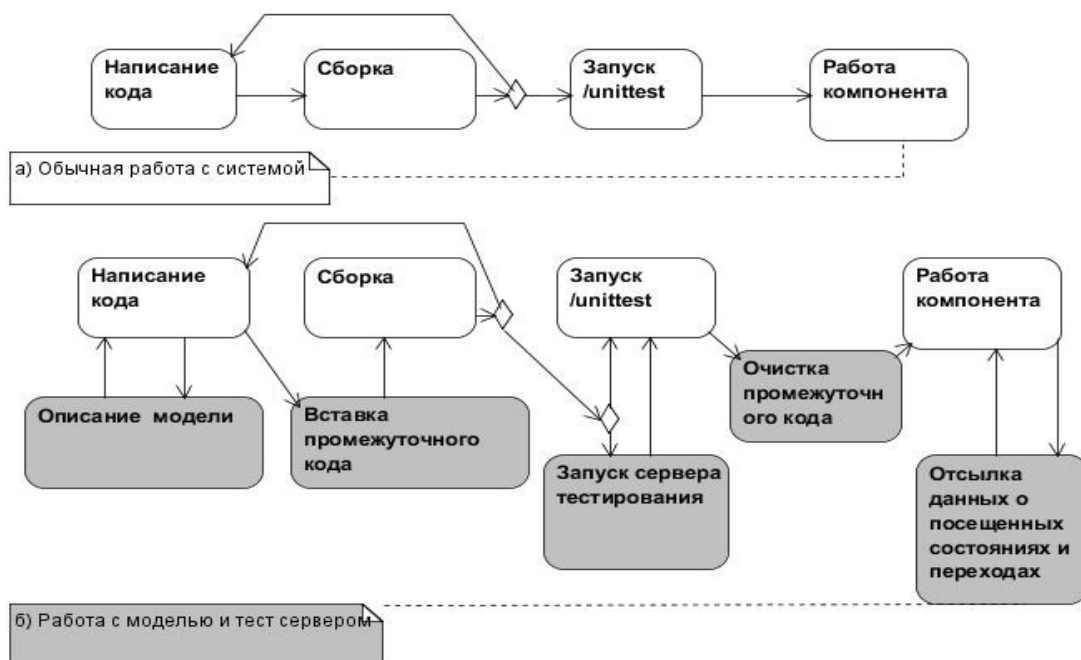 Написание
кода
Сборка
Запуск
/unittest
Работа
компонента
а) Обычная работа с системой
Написание
кода
Сборка
Запуск
/unittest
Работа
компонента
Описание модели
Вставка
промежуточного
кода
Очистка
промежуточн
ого кода
Запуск сервера
тестирования
Отсылка
данных о
посещенных
состояниях и
переходах
б) Работа с моделью и тест сервером